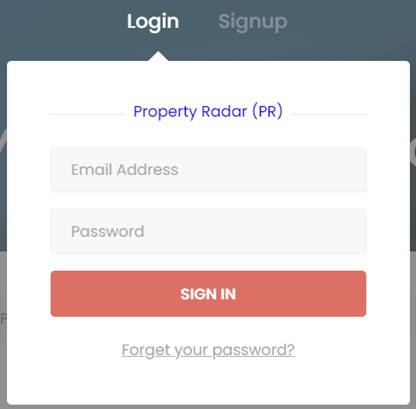 Login Signup
Property Radar (PR)
Email Address
Password
SIGN IN
Forget your password?